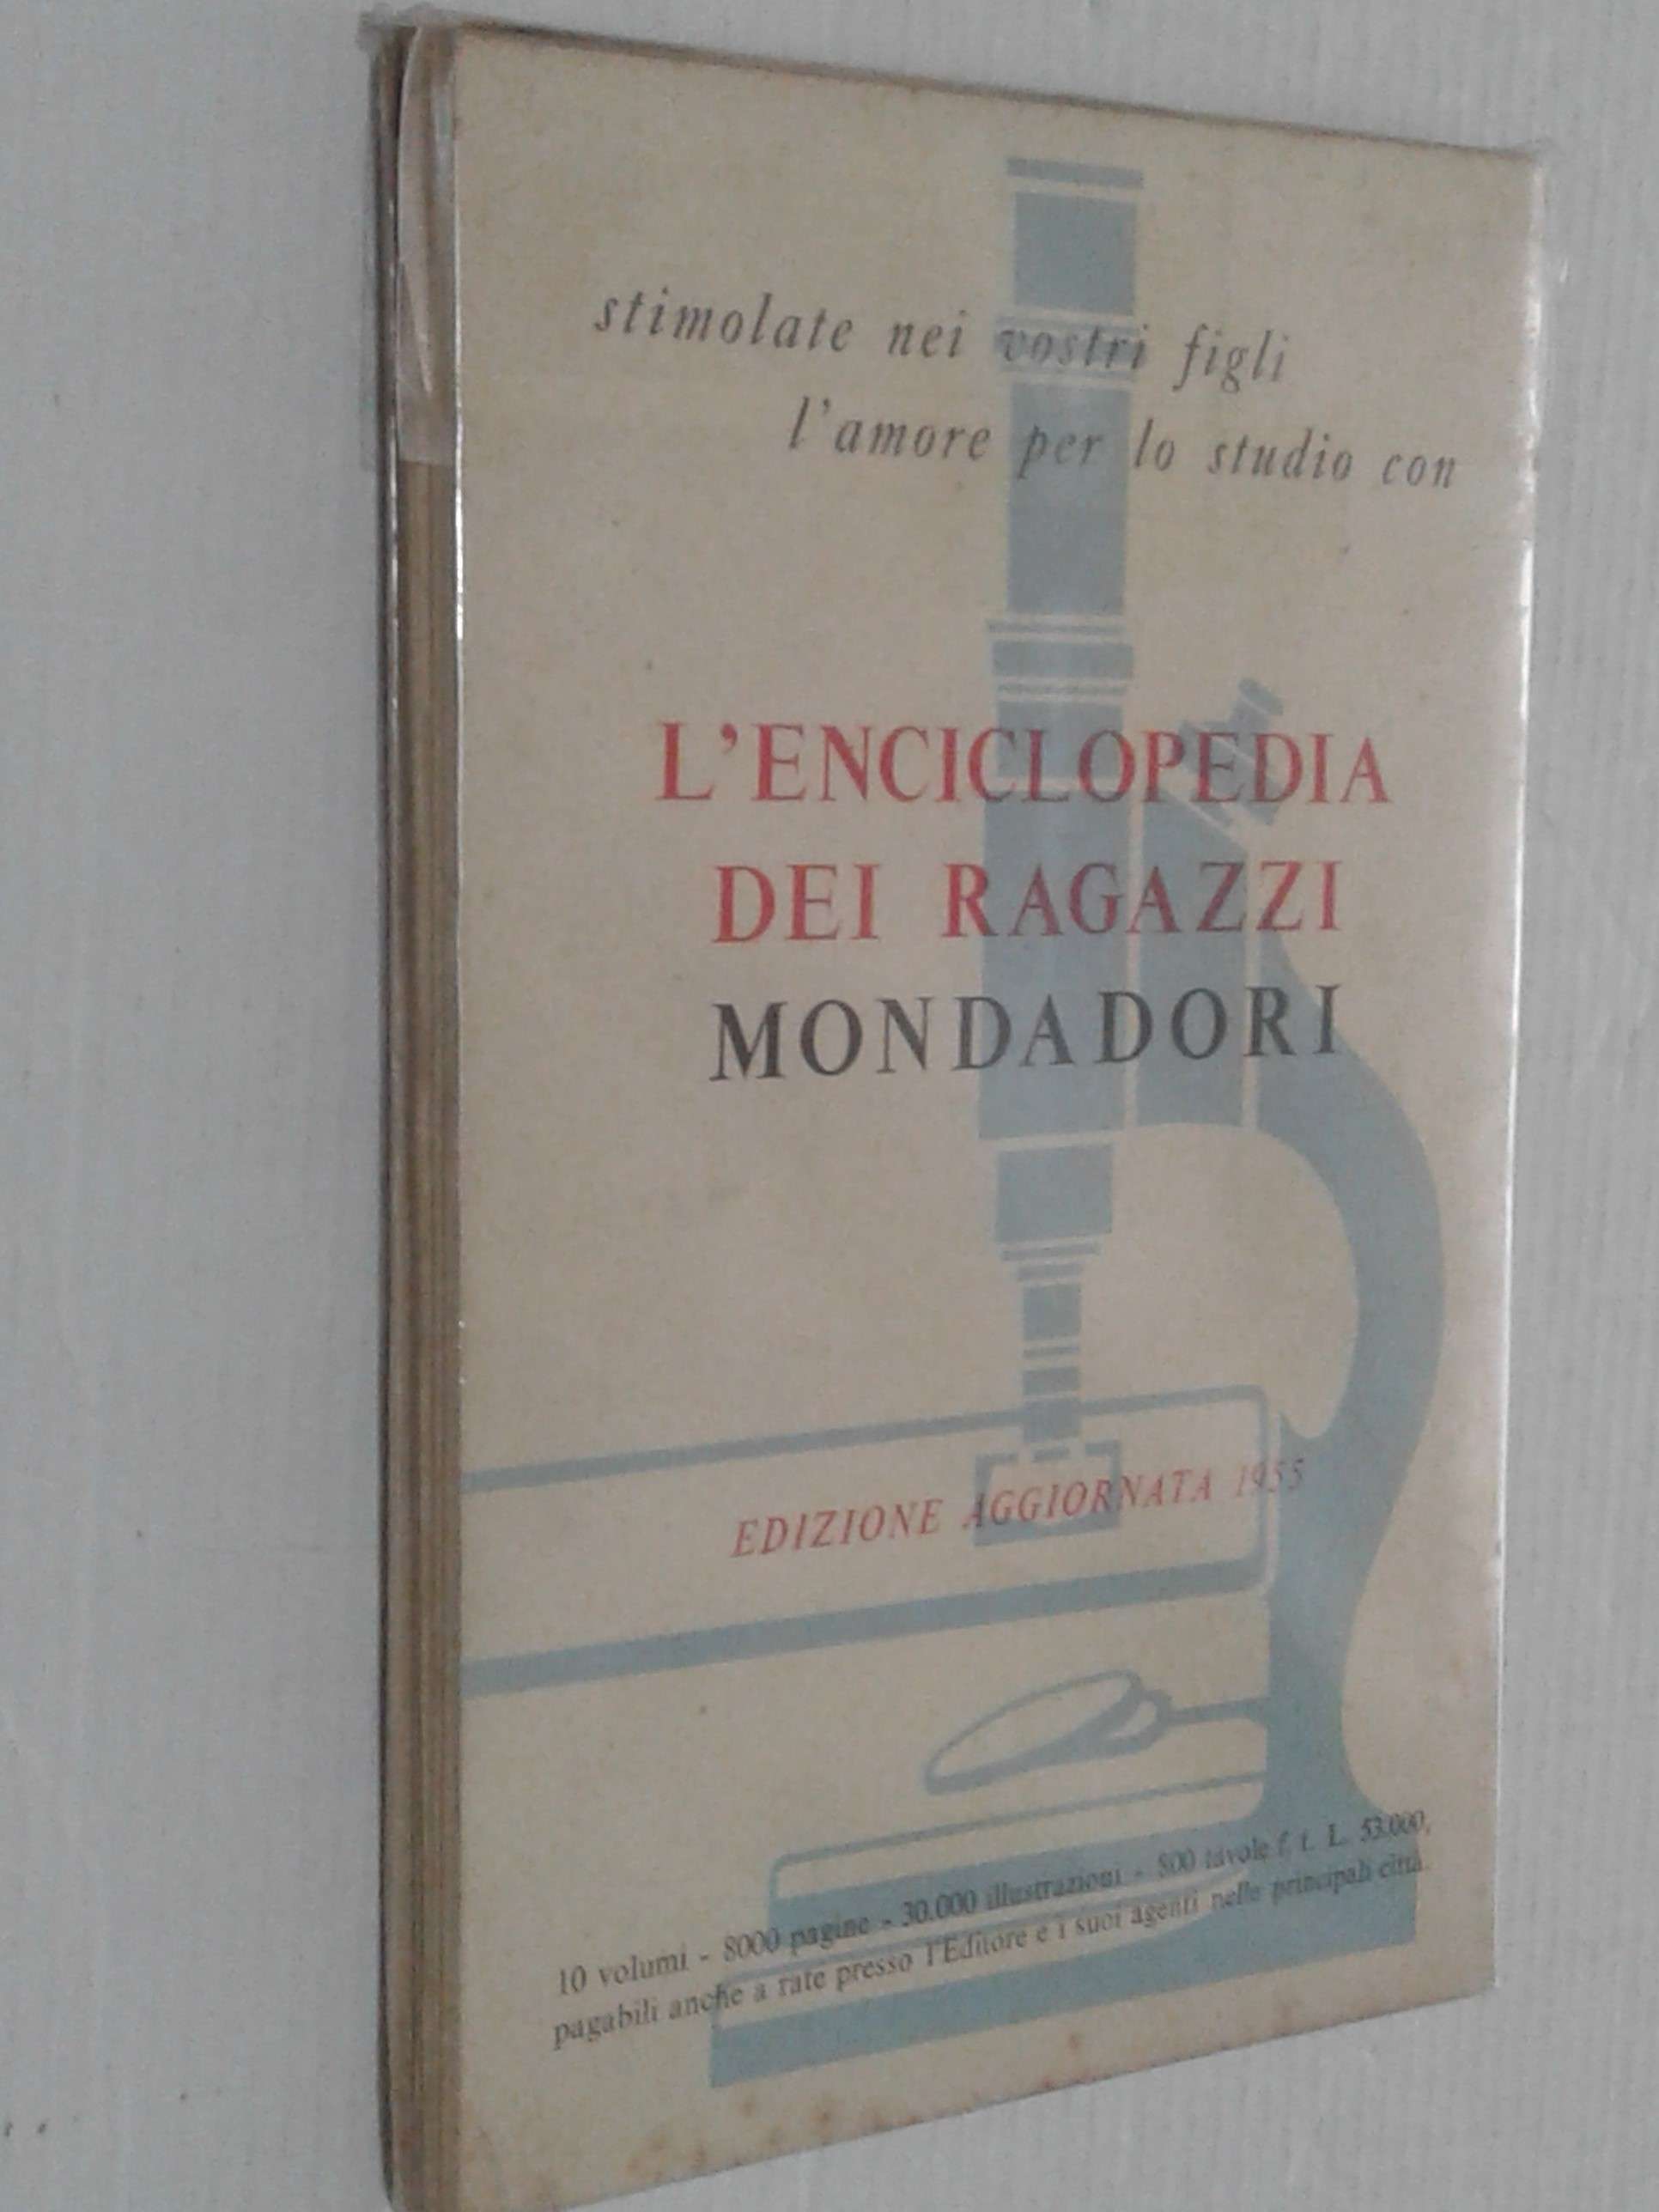 stimolate nei vostri figli
l'amore per lo studio con
L'ENCICLOPEDIA
DEI RAGAZZI
MONDADORI
EDIZIONE AGGIORNATA 1955
10 volumi - 8000 pagine - 30.000 illustrazioni - 800 tavole f. t. L. 53.000,
pagabili anche a rate presso l'Editore e i suoi agenti nelle principali città.